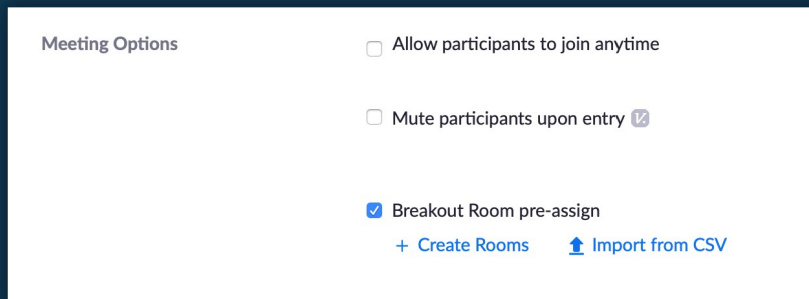 Meeting Options
Allow participants to join anytime
Mute participants upon entry
Breakout Room pre-assign
+ Create Rooms
Import from CSV